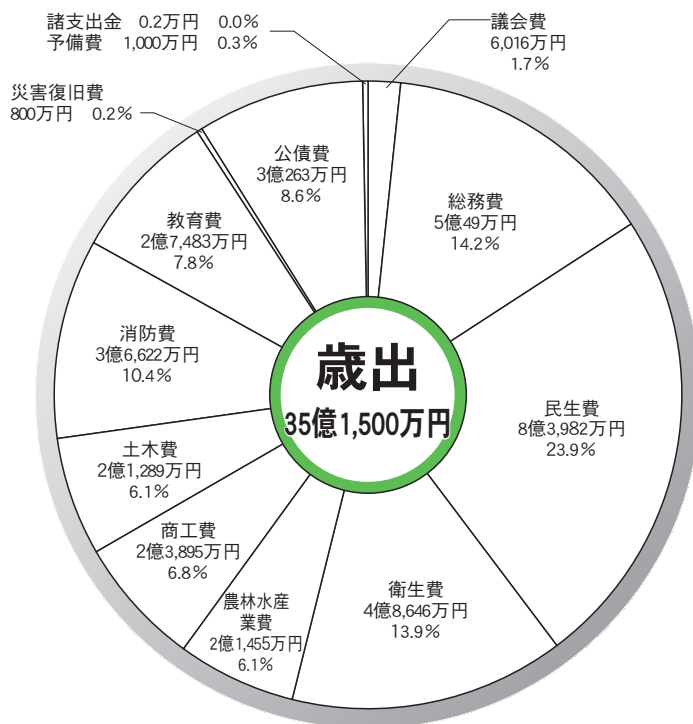 諸支出金 0.2万円 0.0%
予備費 1,000万円 0.3%
議会費
6,016万円
1.7%
災害復旧費
800万円 0.2%
公債費
3億263万円
8.6%
総務費
5億49万円
14.2%
教育費
2億7,483万円
7.8%
消防費
3億6,622万円
10.4%
歳出
35億1,500万円
民生費
8億3,982万円
23.9%
土木費
2億1,289万円
6.1%
商工費
2億3,895万円
6.8%
農林水産
業費
2億1,455万円
6.1%
衛生費
4億8,646万円
13.9%